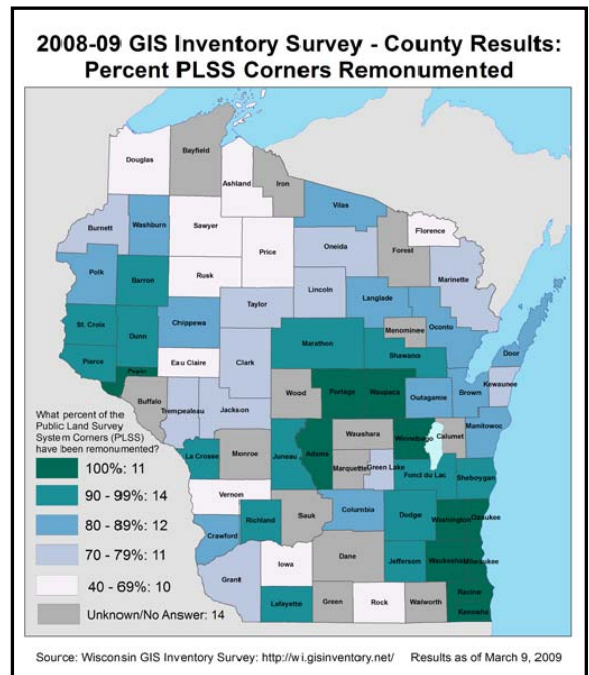 2008-09 GIS Inventory Survey - County Results:
Percent PLSS Corners Remonumented
Douglas
Bayfield
Ashland
Iron
Vilas
Florence
Burnett
Washburn
Sawyer
Price
Oneida
Forest
Marinette
Polk
Barron
Rusk
Lincoln
Langlade
Taylor
Chippewa
Menominee
Oconto
Door
St. Croix
Dunn
Marathon
Shawano
Pierce
Pepin
Eau Claire
Clark
Kewaunee
Buffalo
Trempealeau
Jackson
Wood
Portage
Waupaca
Outagamie
Brown
Manitowoc
La Crosse
Monroe
Juneau
Adams
Waushara
Winnebago
Calumet
Marquette
Green Lake
Fond du Lac
Sheboygan
Vernon
Richland
Sauk
Columbia
Dodge
Washington
Ozaukee
Crawford
Grant
Iowa
Dane
Jefferson
Waukesha
Milwaukee
Lafayette
Green
Rock
Walworth
Racine
Kenosha
What percent of the
Public Land Survey
System Corners (PLSS)
have been remonumented?
100%: 11
90 - 99%: 14
80 - 89%: 12
70 - 79%: 11
40 - 69%: 10
Unknown/No Answer: 14
Source: Wisconsin GIS Inventory Survey: http://wi.gisinventory.net/ Results as of March 9, 2009